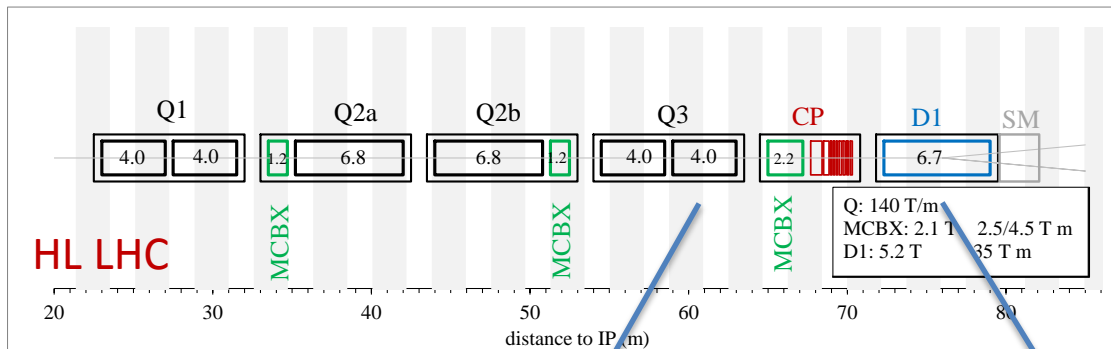 Q1 Q2a Q2b Q3 CP D1 SM
4.0 4.0 1.2 6.8 6.8 1.2 4.0 4.0 2.2 6.7
MCBX MCBX MCBX
Q: 140 T/m
MCBX: 2.1 T 2.5/4.5 T m
D1: 5.2 T 35 T m
HL LHC
20 30 40 50 60 70 80
distance to IP (m)